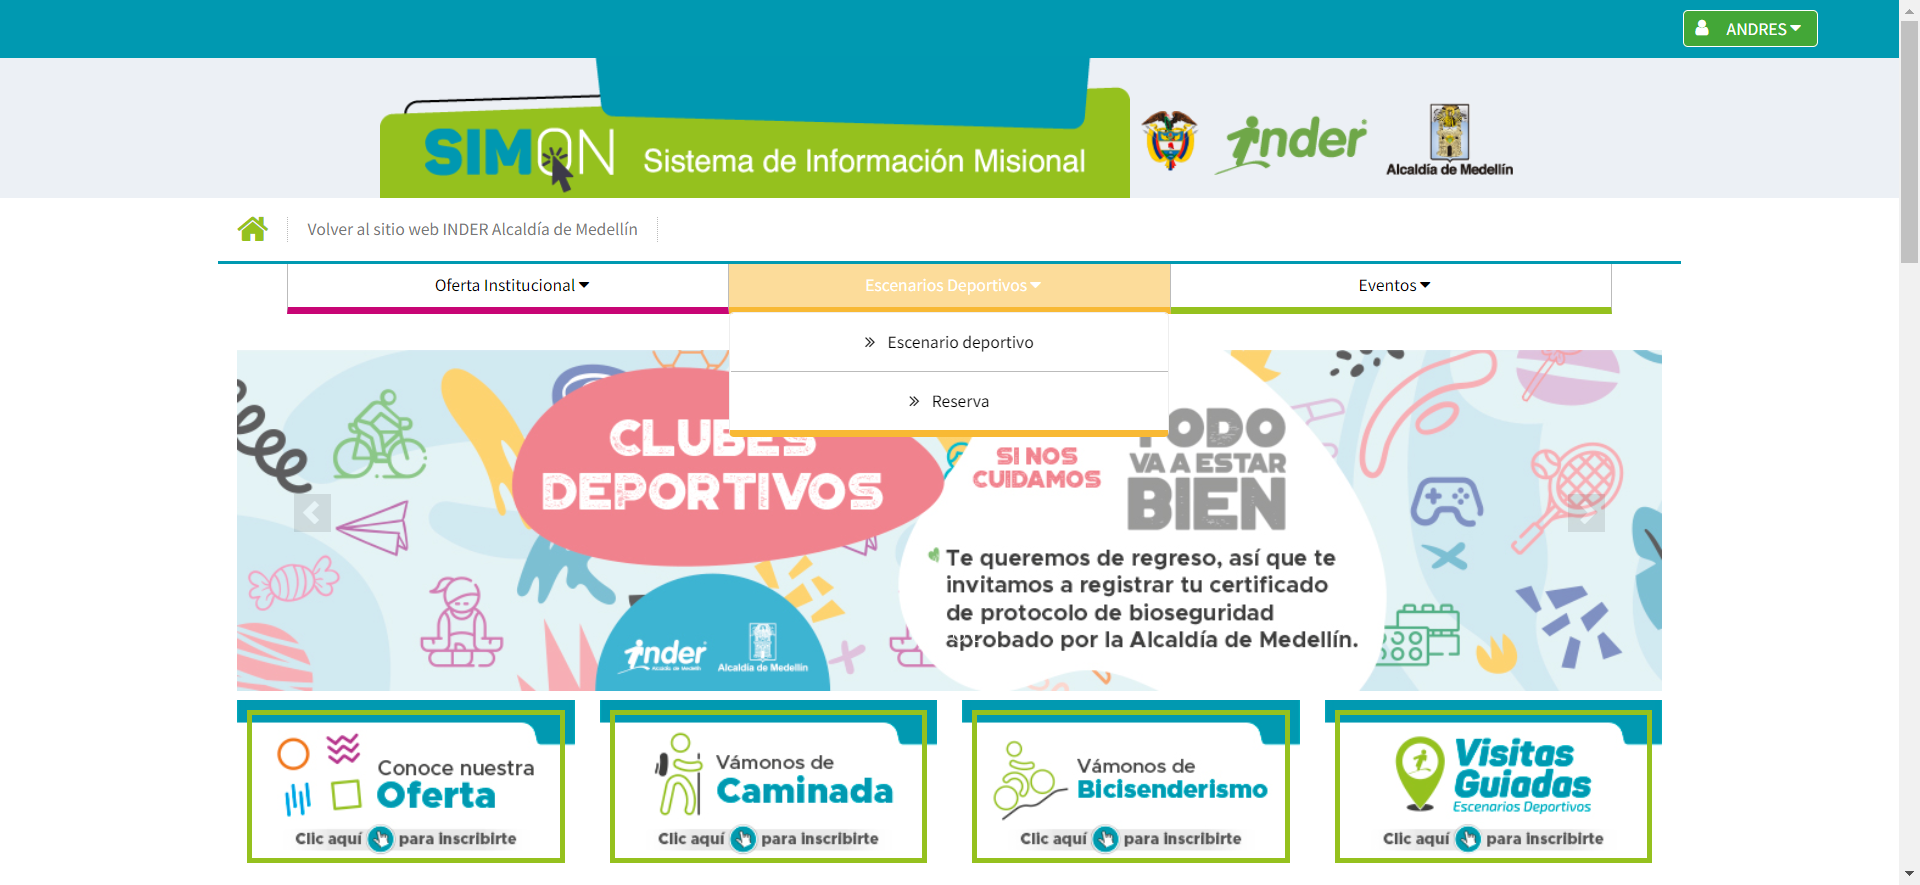 ANDRES
SIMON
Sistema de Información Misional
inder
Alcaldía de Medellín
Volver al sitio web INDER Alcaldía de Medellín
Oferta Institucional
Escenarios Deportivos
Eventos
Escenario deportivo
Reserva
CLUBES
DEPORTIVOS
SI NOS
CUIDAMOS
TODO
VA A ESTAR
BIEN
Te queremos de regreso, así que te
invitamos a registrar tu certificado
de protocolo de bioseguridad
aprobado por la Alcaldía de Medellín.
inder
Alcaldía de Medellín
Alcaldía de Medellín
Conoce nuestra
Oferta
Clic aquí para inscribirte
Vámonos de
Caminada
Clic aquí para inscribirte
Vámonos de
Bicisenderismo
Clic aquí para inscribirte
Visitas
Guiadas
Escenarios Deportivos
Clic aquí para inscribirte